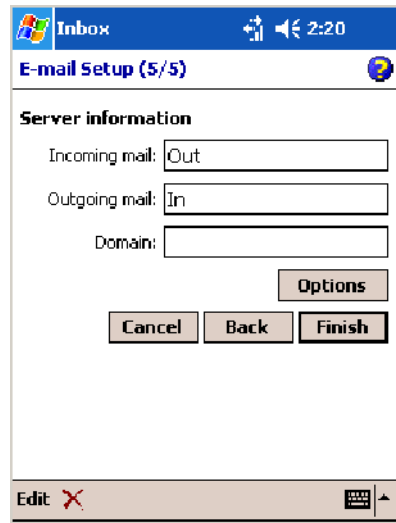 Inbox 2:20
E-mail Setup (5/5)
Server information
Incoming mail: Out
Outgoing mail: In
Domain:
Options
Cancel Back Finish
Edit